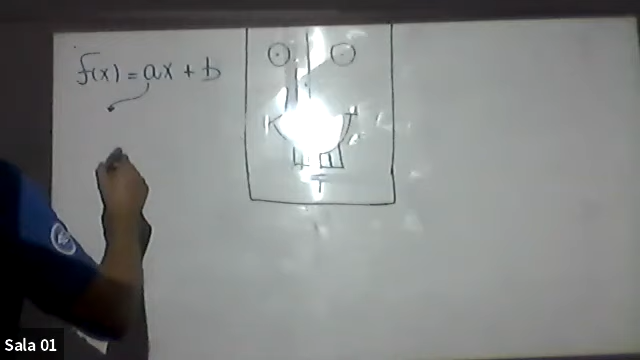 f(x) = ax + b
Sala 01